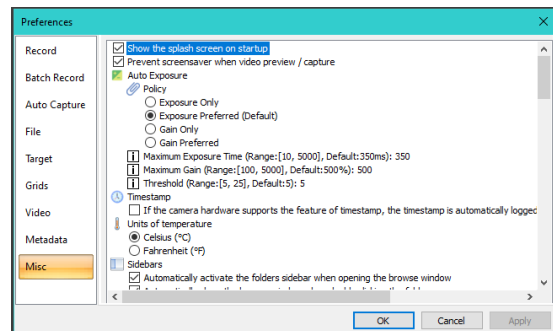 Preferences
Record
Batch Record
Auto Capture
File
Target
Grids
Video
Metadata
Misc
Show the splash screen on startup
Prevent screensaver when video preview / capture
Auto Exposure
Policy
Exposure Only
Exposure Preferred (Default)
Gain Only
Gain Preferred
Maximum Exposure Time (Range:[10, 5000], Default:350ms): 350
Maximum Gain (Range:[100, 5000], Default:500%): 500
Threshold (Range:[5, 25], Default:5): 5
Timestamp
If the camera hardware supports the feature of timestamp, the timestamp is automatically logged
Units of temperature
Celsius (°C)
Fahrenheit (°F)
Sidebars
Automatically activate the folders sidebar when opening the browse window
OK
Cancel
Apply